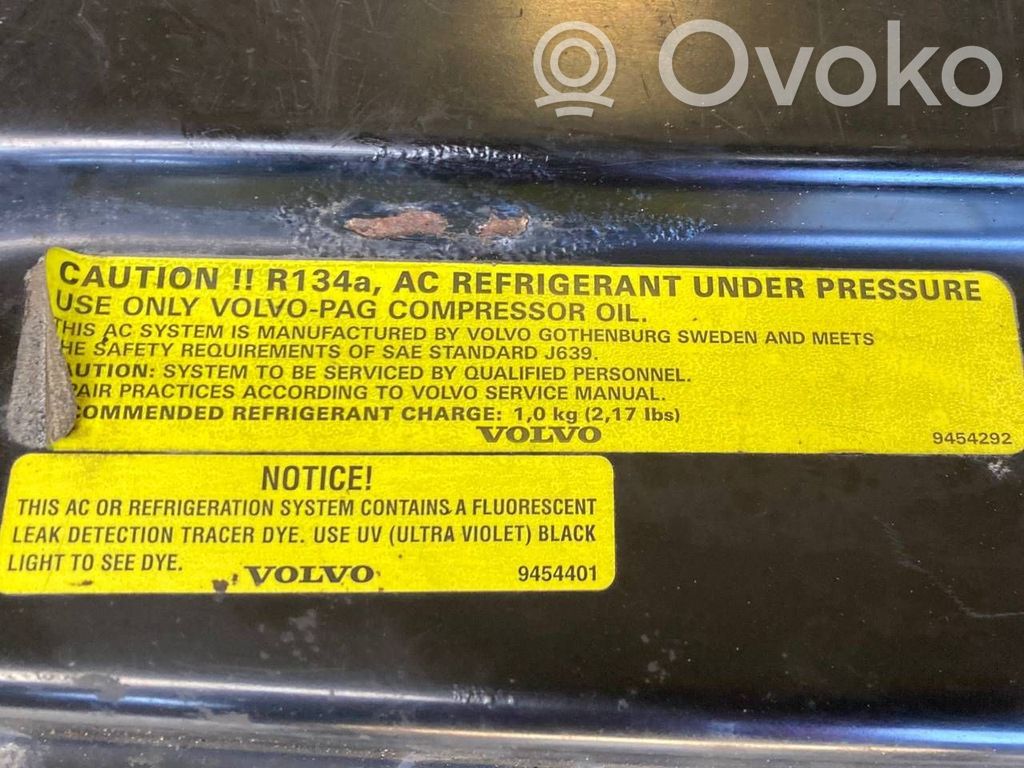 Ovoko
CAUTION !! R134a, AC REFRIGERANT UNDER PRESSURE
USE ONLY VOLVO-PAG COMPRESSOR OIL.
THIS AC SYSTEM IS MANUFACTURED BY VOLVO GOTHENBURG SWEDEN AND MEETS
THE SAFETY REQUIREMENTS OF SAE STANDARD J639.
AUTION: SYSTEM TO BE SERVICED BY QUALIFIED PERSONNEL.
PAIR PRACTICES ACCORDING TO VOLVO SERVICE MANUAL.
COMMENDED REFRIGERANT CHARGE: 1,0 kg (2,17 lbs)
VOLVO
9454292
NOTICE!
THIS AC OR REFRIGERATION SYSTEM CONTAINS A FLUORESCENT
LEAK DETECTION TRACER DYE. USE UV (ULTRA VIOLET) BLACK
LIGHT TO SEE DYE.
VOLVO
9454401